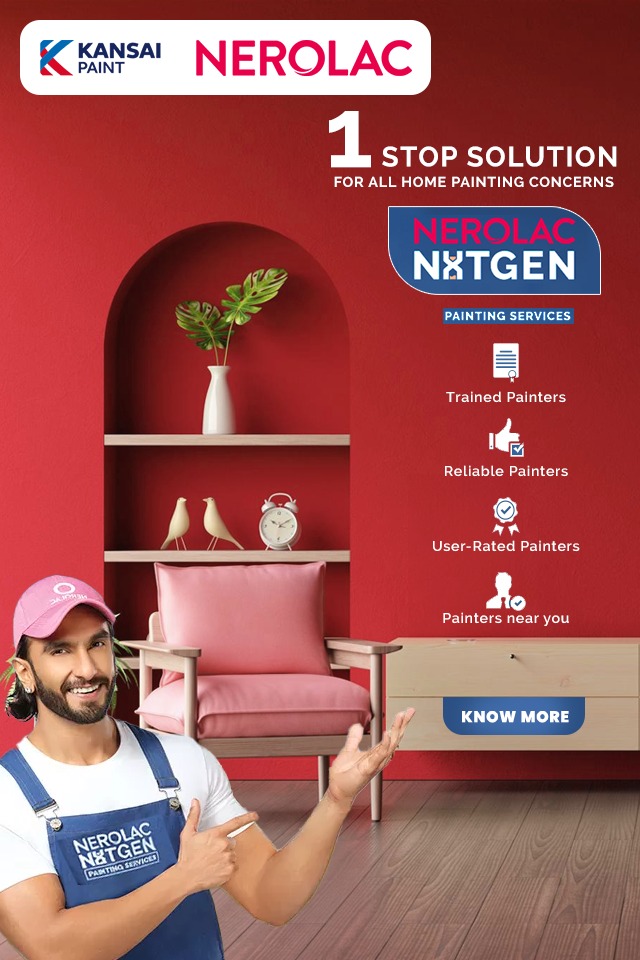 KANSAI
PAINT
NEROLAC
1 STOP SOLUTION
FOR ALL HOME PAINTING CONCERNS
NEROLAC
NXTGEN
PAINTING SERVICES
Trained Painters
Reliable Painters
User-Rated Painters
Painters near you
KNOW MORE
NEROLAC
NXTGEN
PAINTING SERVICES